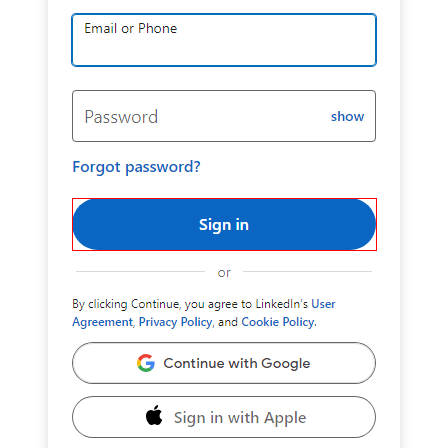 Email or Phone
Password show
Forgot password?
Sign in
or
By clicking Continue, you agree to LinkedIn's User
Agreement, Privacy Policy, and Cookie Policy.
Continue with Google
Sign in with Apple